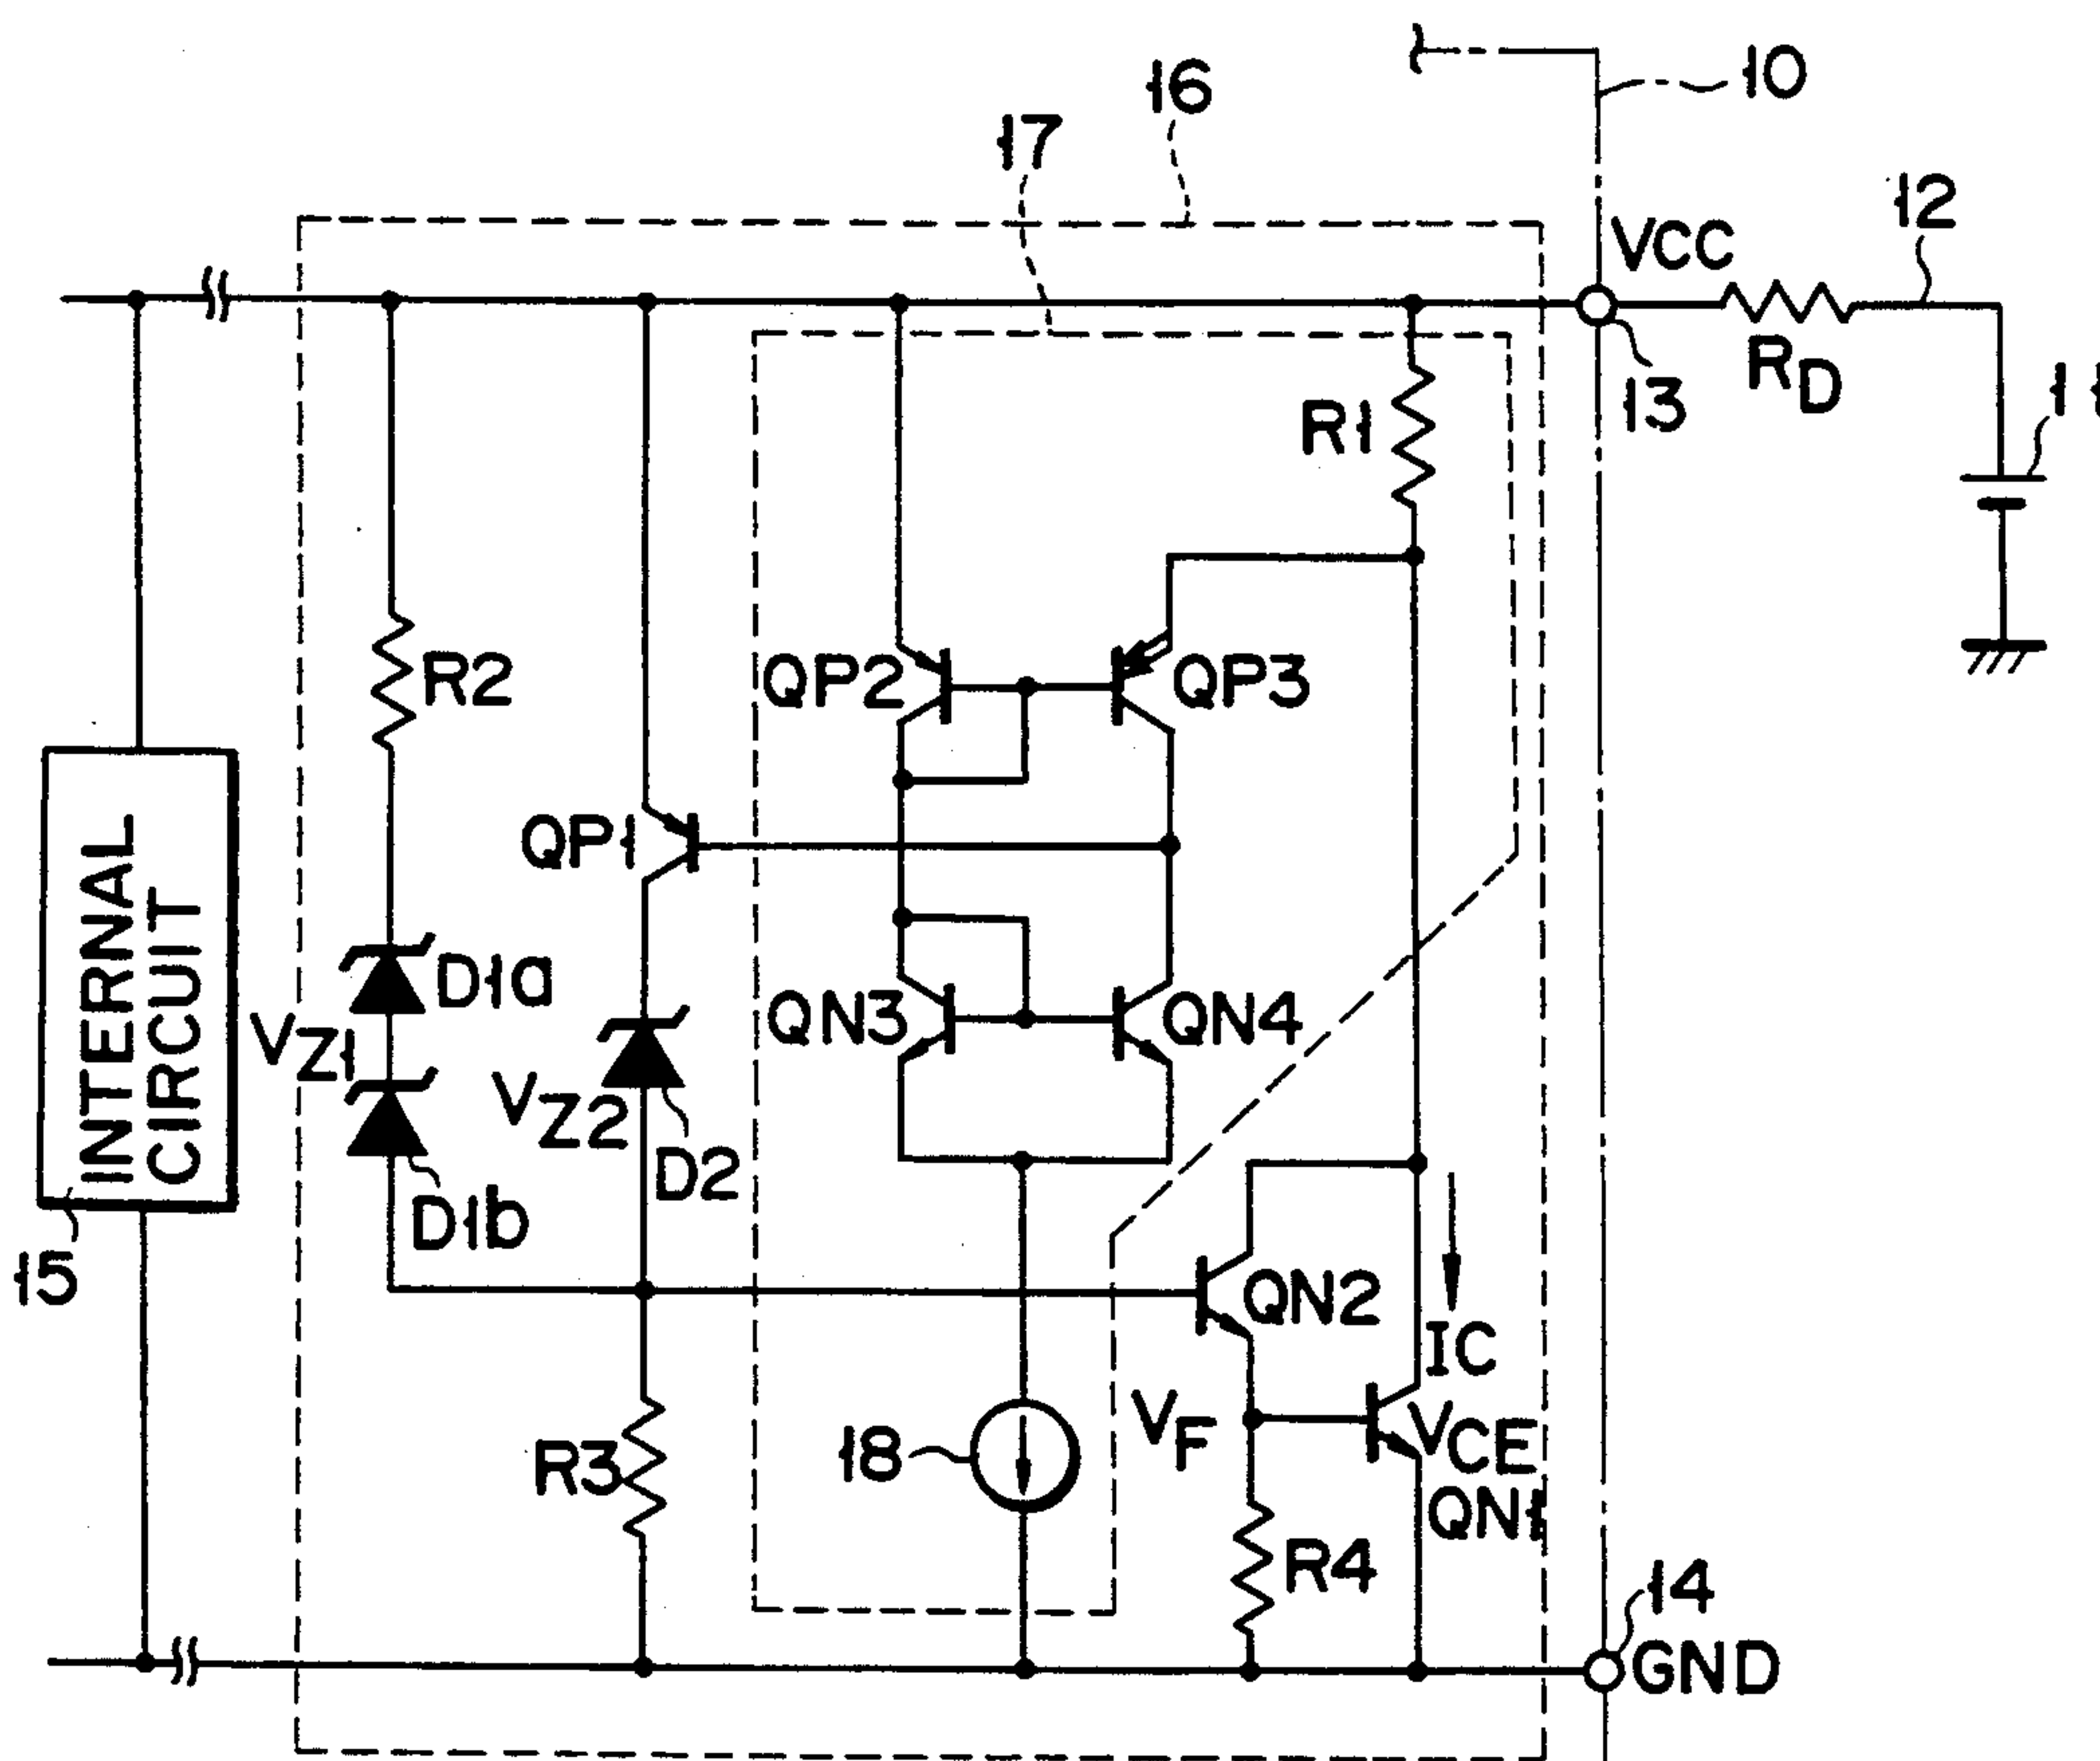 10
16
17
12
VCC
RD
13
11
R1
R2
QP2
QP3
QP1
INTERNAL
CIRCUIT
D1a
QN3
QN4
VZ1
VZ2
D2
D1b
15
QN2
IC
VF
VCE
18
R3
QN1
R4
14
GND